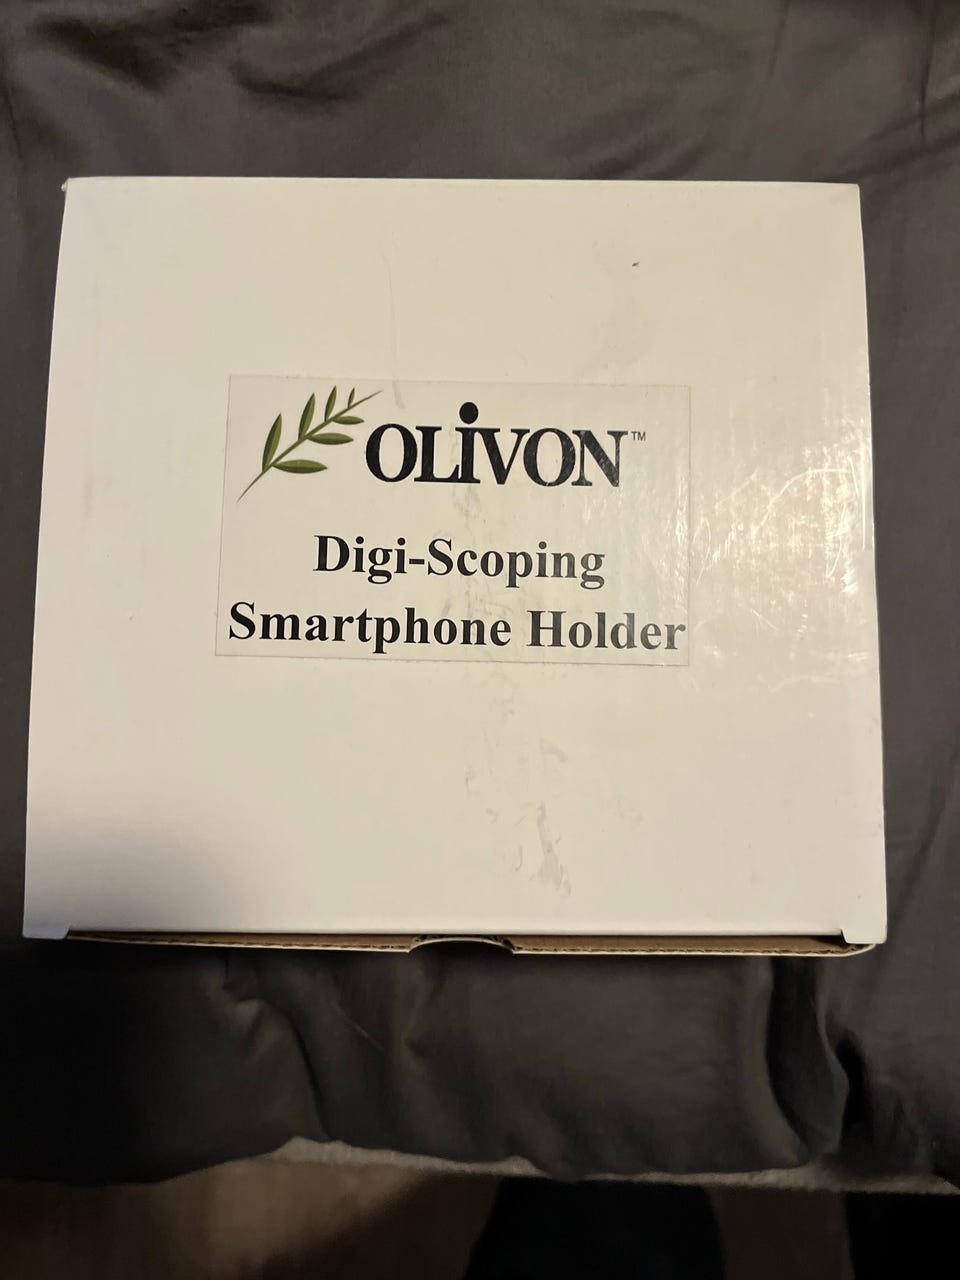 OLiVON™
Digi-Scoping
Smartphone Holder